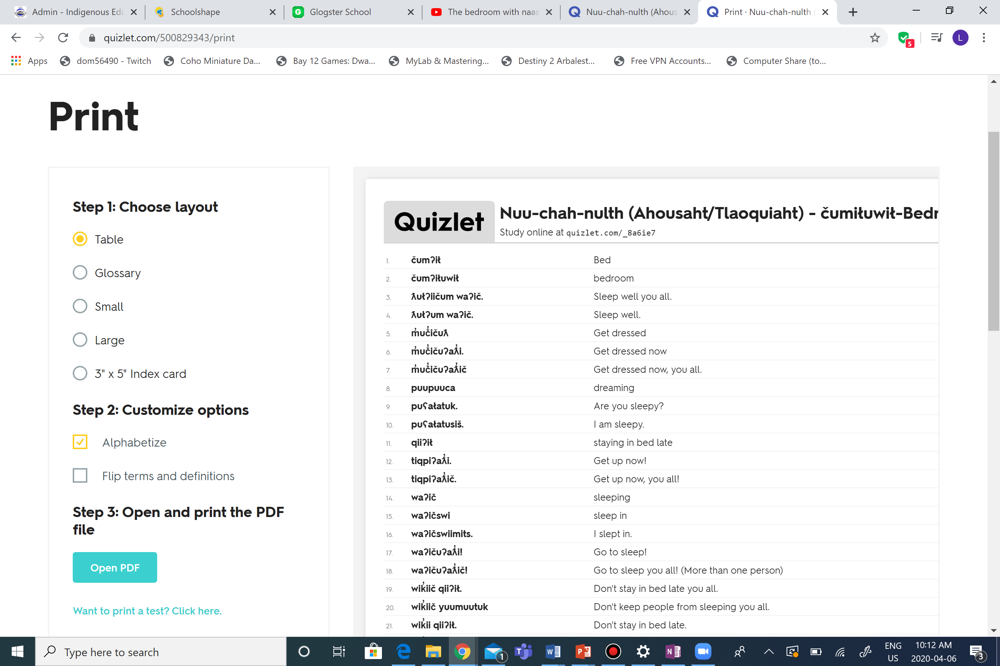 Admin - Indigenous Edu
Schoolshape
Glogster School
The bedroom with naas
Nuu-chah-nulth (Ahous
Print · Nuu-chah-nulth (
quizlet.com/500829343/print
5
L
Apps
dom56490 - Twitch
Coho Miniature Da...
Bay 12 Games: Dwa...
MyLab & Mastering...
Destiny 2 Arbalest...
Free VPN Accounts...
Computer Share (to...
Print
Step 1: Choose layout
Table
Glossary
Small
Large
3" x 5" Index card
Step 2: Customize options
Alphabetize
Flip terms and definitions
Step 3: Open and print the PDF
file
Open PDF
Want to print a test? Click here.
Quizlet
Nuu-chah-nulth (Ahousaht/Tlaoquiaht) - čumiłuwił-Bedr
Study online at quizlet.com/_8a6ie7
1. čumʔił Bed
2. čumʔiłuwił bedroom
3. ƛułʔiičum waʔič. Sleep well you all.
4. ƛułʔum waʔič. Sleep well.
5. m̓uč̓ičuƛ Get dressed
6. m̓uč̓ičuʔaƛ̓i. Get dressed now
7. m̓uč̓ičuʔaƛ̓ič Get dressed now, you all.
8. puupuuca dreaming
9. puʕałatuk. Are you sleepy?
10. puʕałatusiš. I am sleepy.
11. qiiʔił staying in bed late
12. tiqpiʔaƛ̓i. Get up now!
13. tiqpiʔaƛ̓ič. Get up now, you all!
14. waʔič sleeping
15. waʔičswi sleep in
16. waʔičswiimits. I slept in.
17. waʔičuʔaƛ̓i! Go to sleep!
18. waʔičuʔaƛ̓ič! Go to sleep you all! (More than one person)
19. wik̓iič qiiʔił. Don't stay in bed late you all.
20. wik̓iič yuumuutuk Don't keep people from sleeping you all.
21. wik̓ii qiiʔił. Don't stay in bed late.
Type here to search
1
ENG
US
10:12 AM
2020-04-06
3